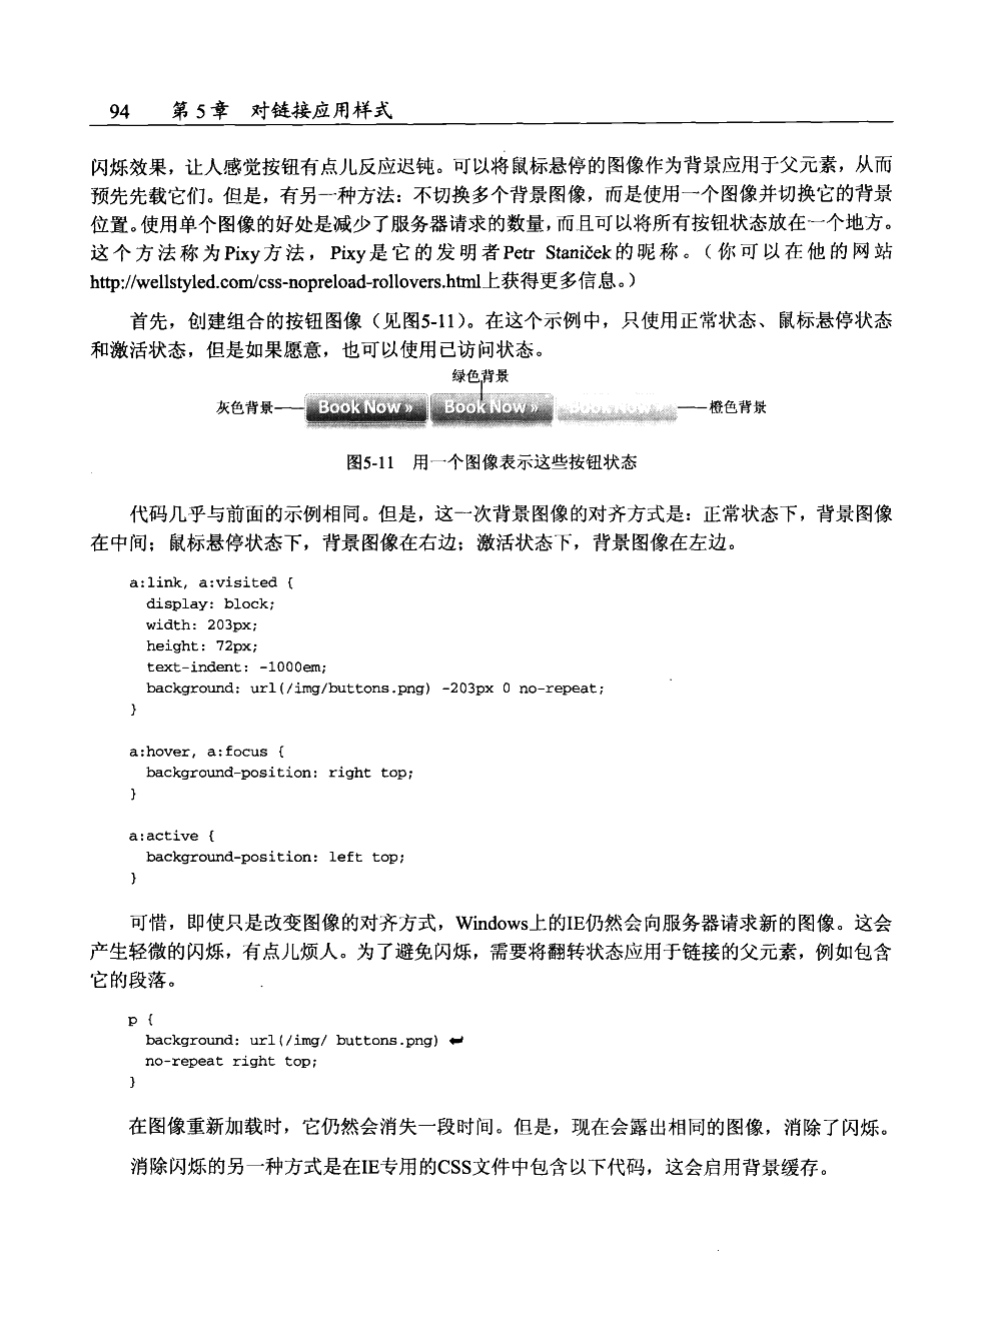 94 第5章 对链接应用样式
闪烁效果，让人感觉按钮有点儿反应迟钝。可以将鼠标悬停的图像作为背景应用于父元素，从而
预先先载它们。但是，有另一种方法：不切换多个背景图像，而是使用一个图像并切换它的背景
位置。使用单个图像的好处是减少了服务器请求的数量，而且可以将所有按钮状态放在一个地方。
这个方法称为Pixy方法，Pixy是它的发明者Petr Staniček的昵称。（你可以在他的网站
http://wellstyled.com/css-nopreload-rollovers.html上获得更多信息。）
首先，创建组合的按钮图像（见图5-11）。在这个示例中，只使用正常状态、鼠标悬停状态
和激活状态，但是如果愿意，也可以使用已访问状态。
绿色背景
灰色背景 Book Now » Book Now » Book Now » 橙色背景
图5-11 用一个图像表示这些按钮状态
代码几乎与前面的示例相同。但是，这一次背景图像的对齐方式是：正常状态下，背景图像
在中间；鼠标悬停状态下，背景图像在右边；激活状态下，背景图像在左边。
a:link, a:visited {
display: block;
width: 203px;
height: 72px;
text-indent: -1000em;
background: url(/img/buttons.png) -203px 0 no-repeat;
}
a:hover, a:focus {
background-position: right top;
}
a:active {
background-position: left top;
}
可惜，即使只是改变图像的对齐方式，Windows上的IE仍然会向服务器请求新的图像。这会
产生轻微的闪烁，有点儿烦人。为了避免闪烁，需要将翻转状态应用于链接的父元素，例如包含
它的段落。
p {
background: url(/img/ buttons.png)
no-repeat right top;
}
在图像重新加载时，它仍然会消失一段时间。但是，现在会露出相同的图像，消除了闪烁。
消除闪烁的另一种方式是在IE专用的CSS文件中包含以下代码，这会启用背景缓存。